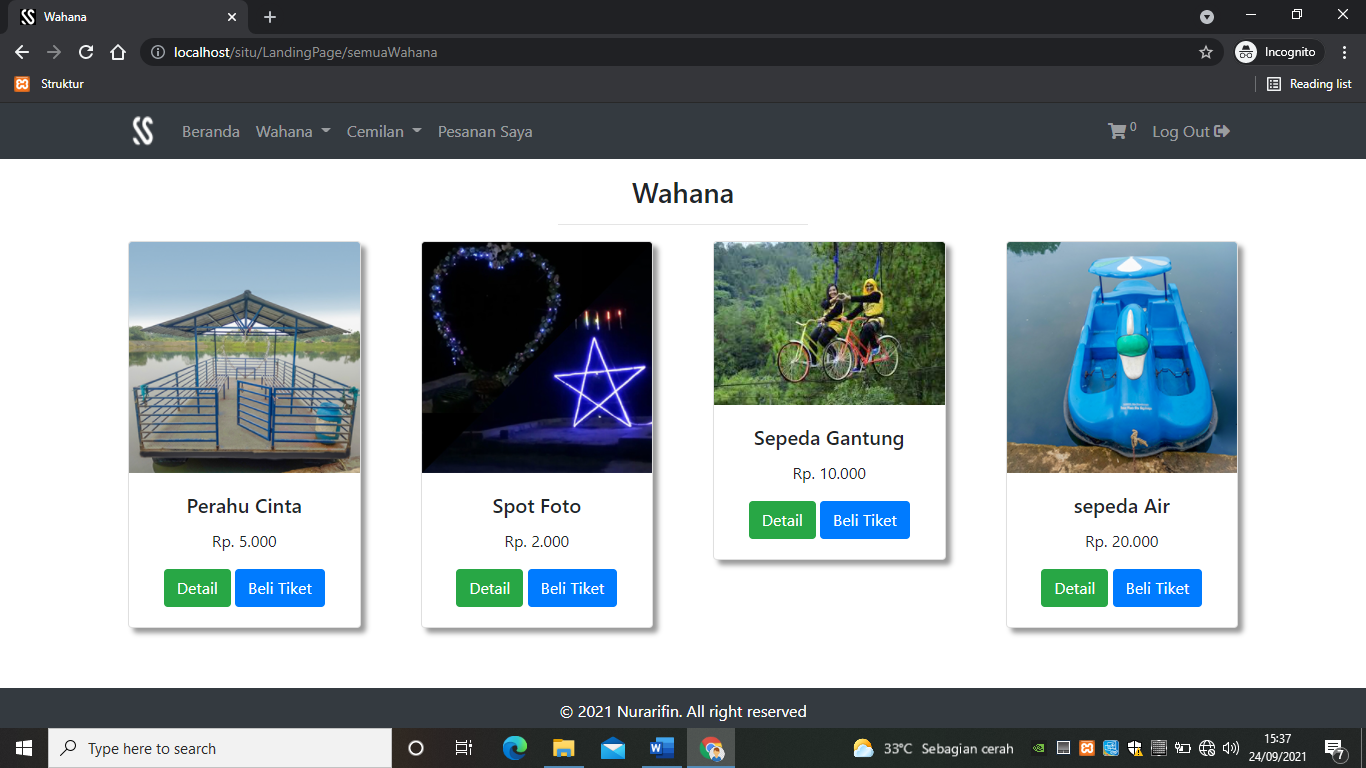 Wahana
localhost/situ/LandingPage/semuaWahana
Incognito
Struktur
Reading list
Beranda Wahana Cemilan Pesanan Saya 0 Log Out
Wahana
Perahu Cinta
Rp. 5.000
Detail Beli Tiket
Spot Foto
Rp. 2.000
Detail Beli Tiket
Sepeda Gantung
Rp. 10.000
Detail Beli Tiket
sepeda Air
Rp. 20.000
Detail Beli Tiket
© 2021 Nurarifin. All right reserved
Type here to search
33°C Sebagian cerah
15:37
24/09/2021
7